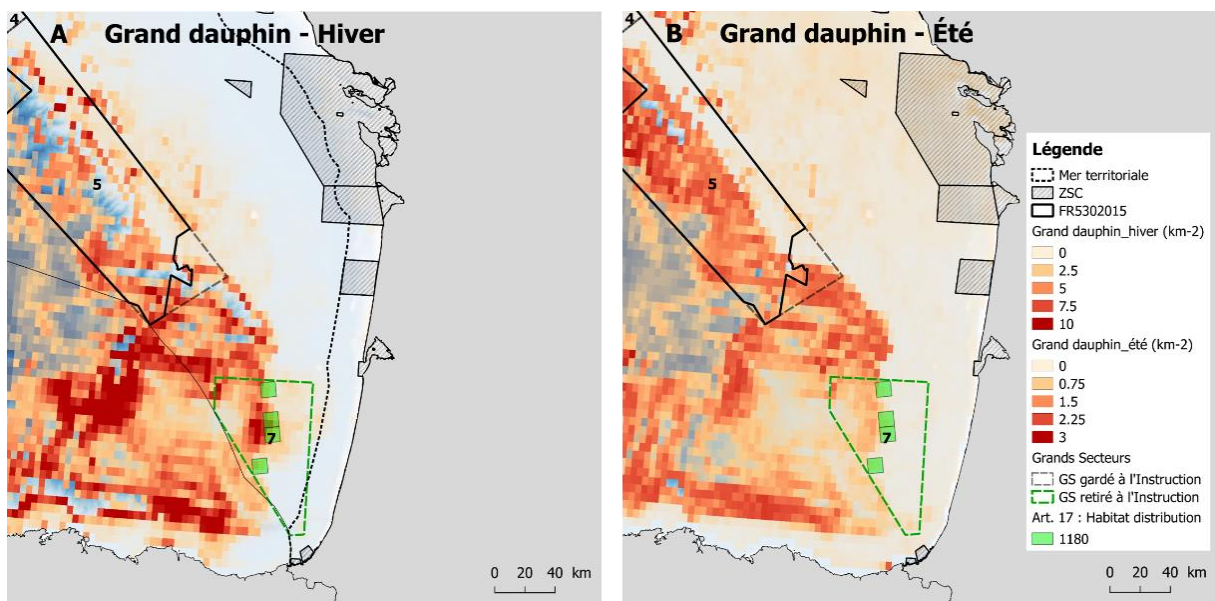 4
A Grand dauphin - Hiver
5
7
0 20 40 km
4
B Grand dauphin - Été
5
7
Légende
Mer territoriale
ZSC
FR5302015
Grand dauphin_hiver (km-2)
0
2.5
5
7.5
10
Grand dauphin_été (km-2)
0
0.75
1.5
2.25
3
Grands Secteurs
GS gardé à l'Instruction
GS retiré à l'Instruction
Art. 17 : Habitat distribution
1180
0 20 40 km